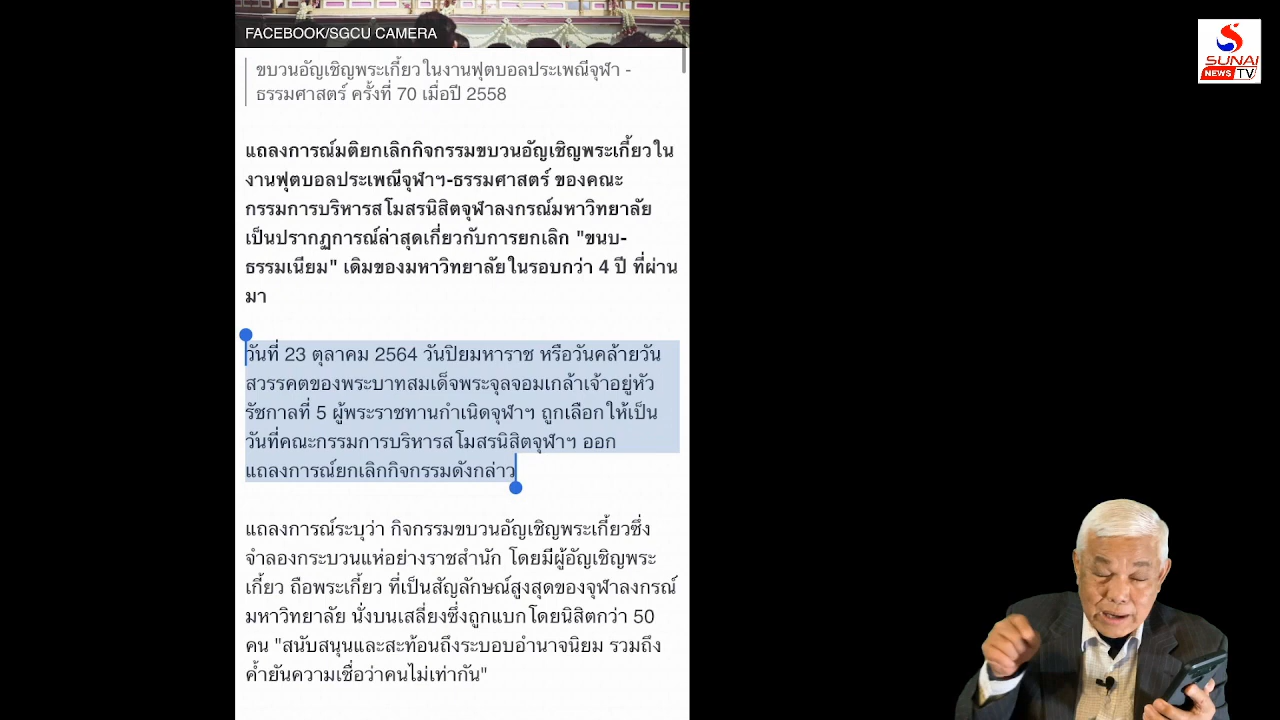 FACEBOOK/SGCU CAMERA
ขบวนอัญเชิญพระเกี้ยวในงานฟุตบอลประเพณีจุฬา -
ธรรมศาสตร์ ครั้งที่ 70 เมื่อปี 2558
แถลงการณ์มติยกเลิกกิจกรรมขบวนอัญเชิญพระเกี้ยวใน
งานฟุตบอลประเพณีจุฬาฯ-ธรรมศาสตร์ ของคณะ
กรรมการบริหารสโมสรนิสิตจุฬาลงกรณ์มหาวิทยาลัย
เป็นปรากฏการณ์ล่าสุดเกี่ยวกับการยกเลิก "ขนบ-
ธรรมเนียม" เดิมของมหาวิทยาลัยในรอบกว่า 4 ปี ที่ผ่าน
มา
วันที่ 23 ตุลาคม 2564 วันปิยมหาราช หรือวันคล้ายวัน
สวรรคตของพระบาทสมเด็จพระจุลจอมเกล้าเจ้าอยู่หัว
รัชกาลที่ 5 ผู้พระราชทานกำเนิดจุฬาฯ ถูกเลือกให้เป็น
วันที่คณะกรรมการบริหารสโมสรนิสิตจุฬาฯ ออก
แถลงการณ์ยกเลิกกิจกรรมดังกล่าว
แถลงการณ์ระบุว่า กิจกรรมขบวนอัญเชิญพระเกี้ยวซึ่ง
จำลองกระบวนแห่อย่างราชสำนัก โดยมีผู้อัญเชิญพระ
เกี้ยว ถือพระเกี้ยว ที่เป็นสัญลักษณ์สูงสุดของจุฬาลงกรณ์
มหาวิทยาลัย นั่งบนเสลี่ยงซึ่งถูกแบกโดยนิสิตกว่า 50
คน "สนับสนุนและสะท้อนถึงระบอบอำนาจนิยม รวมถึง
ค้ำยันความเชื่อว่าคนไม่เท่ากัน"
SUNAI
NEWS TV